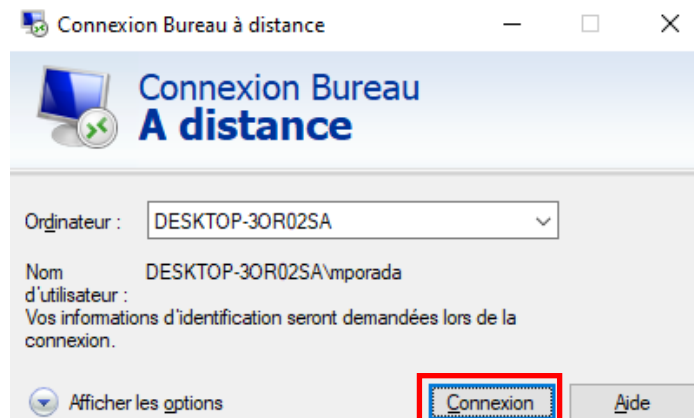 Connexion Bureau à distance
Connexion Bureau
A distance
Ordinateur : DESKTOP-3OR02SA
Nom DESKTOP-3OR02SA\mporada
d'utilisateur :
Vos informations d'identification seront demandées lors de la
connexion.
Afficher les options Connexion Aide